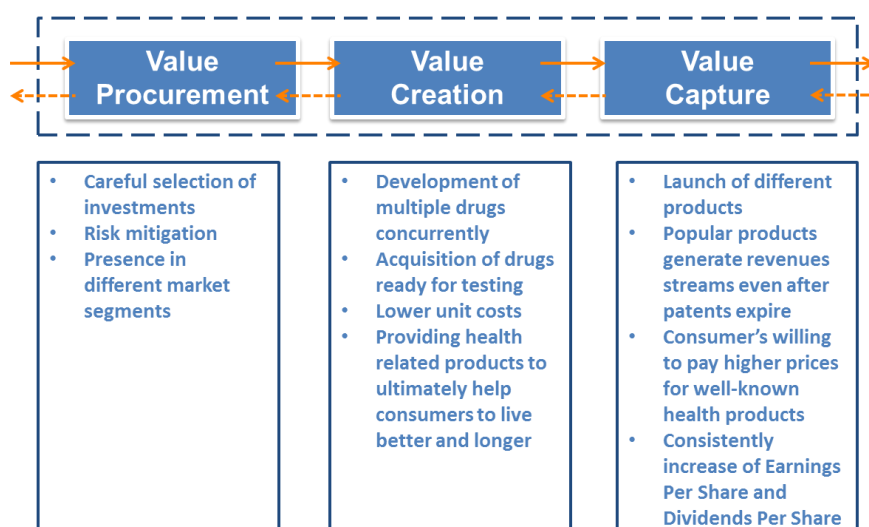 Value
Procurement
Value
Creation
Value
Capture
• Careful selection of
investments
• Risk mitigation
• Presence in
different market
segments
• Development of
multiple drugs
concurrently
• Acquisition of drugs
ready for testing
• Lower unit costs
• Providing health
related products to
ultimately help
consumers to live
better and longer
• Launch of different
products
• Popular products
generate revenues
streams even after
patents expire
• Consumer’s willing
to pay higher prices
for well-known
health products
• Consistently
increase of Earnings
Per Share and
Dividends Per Share